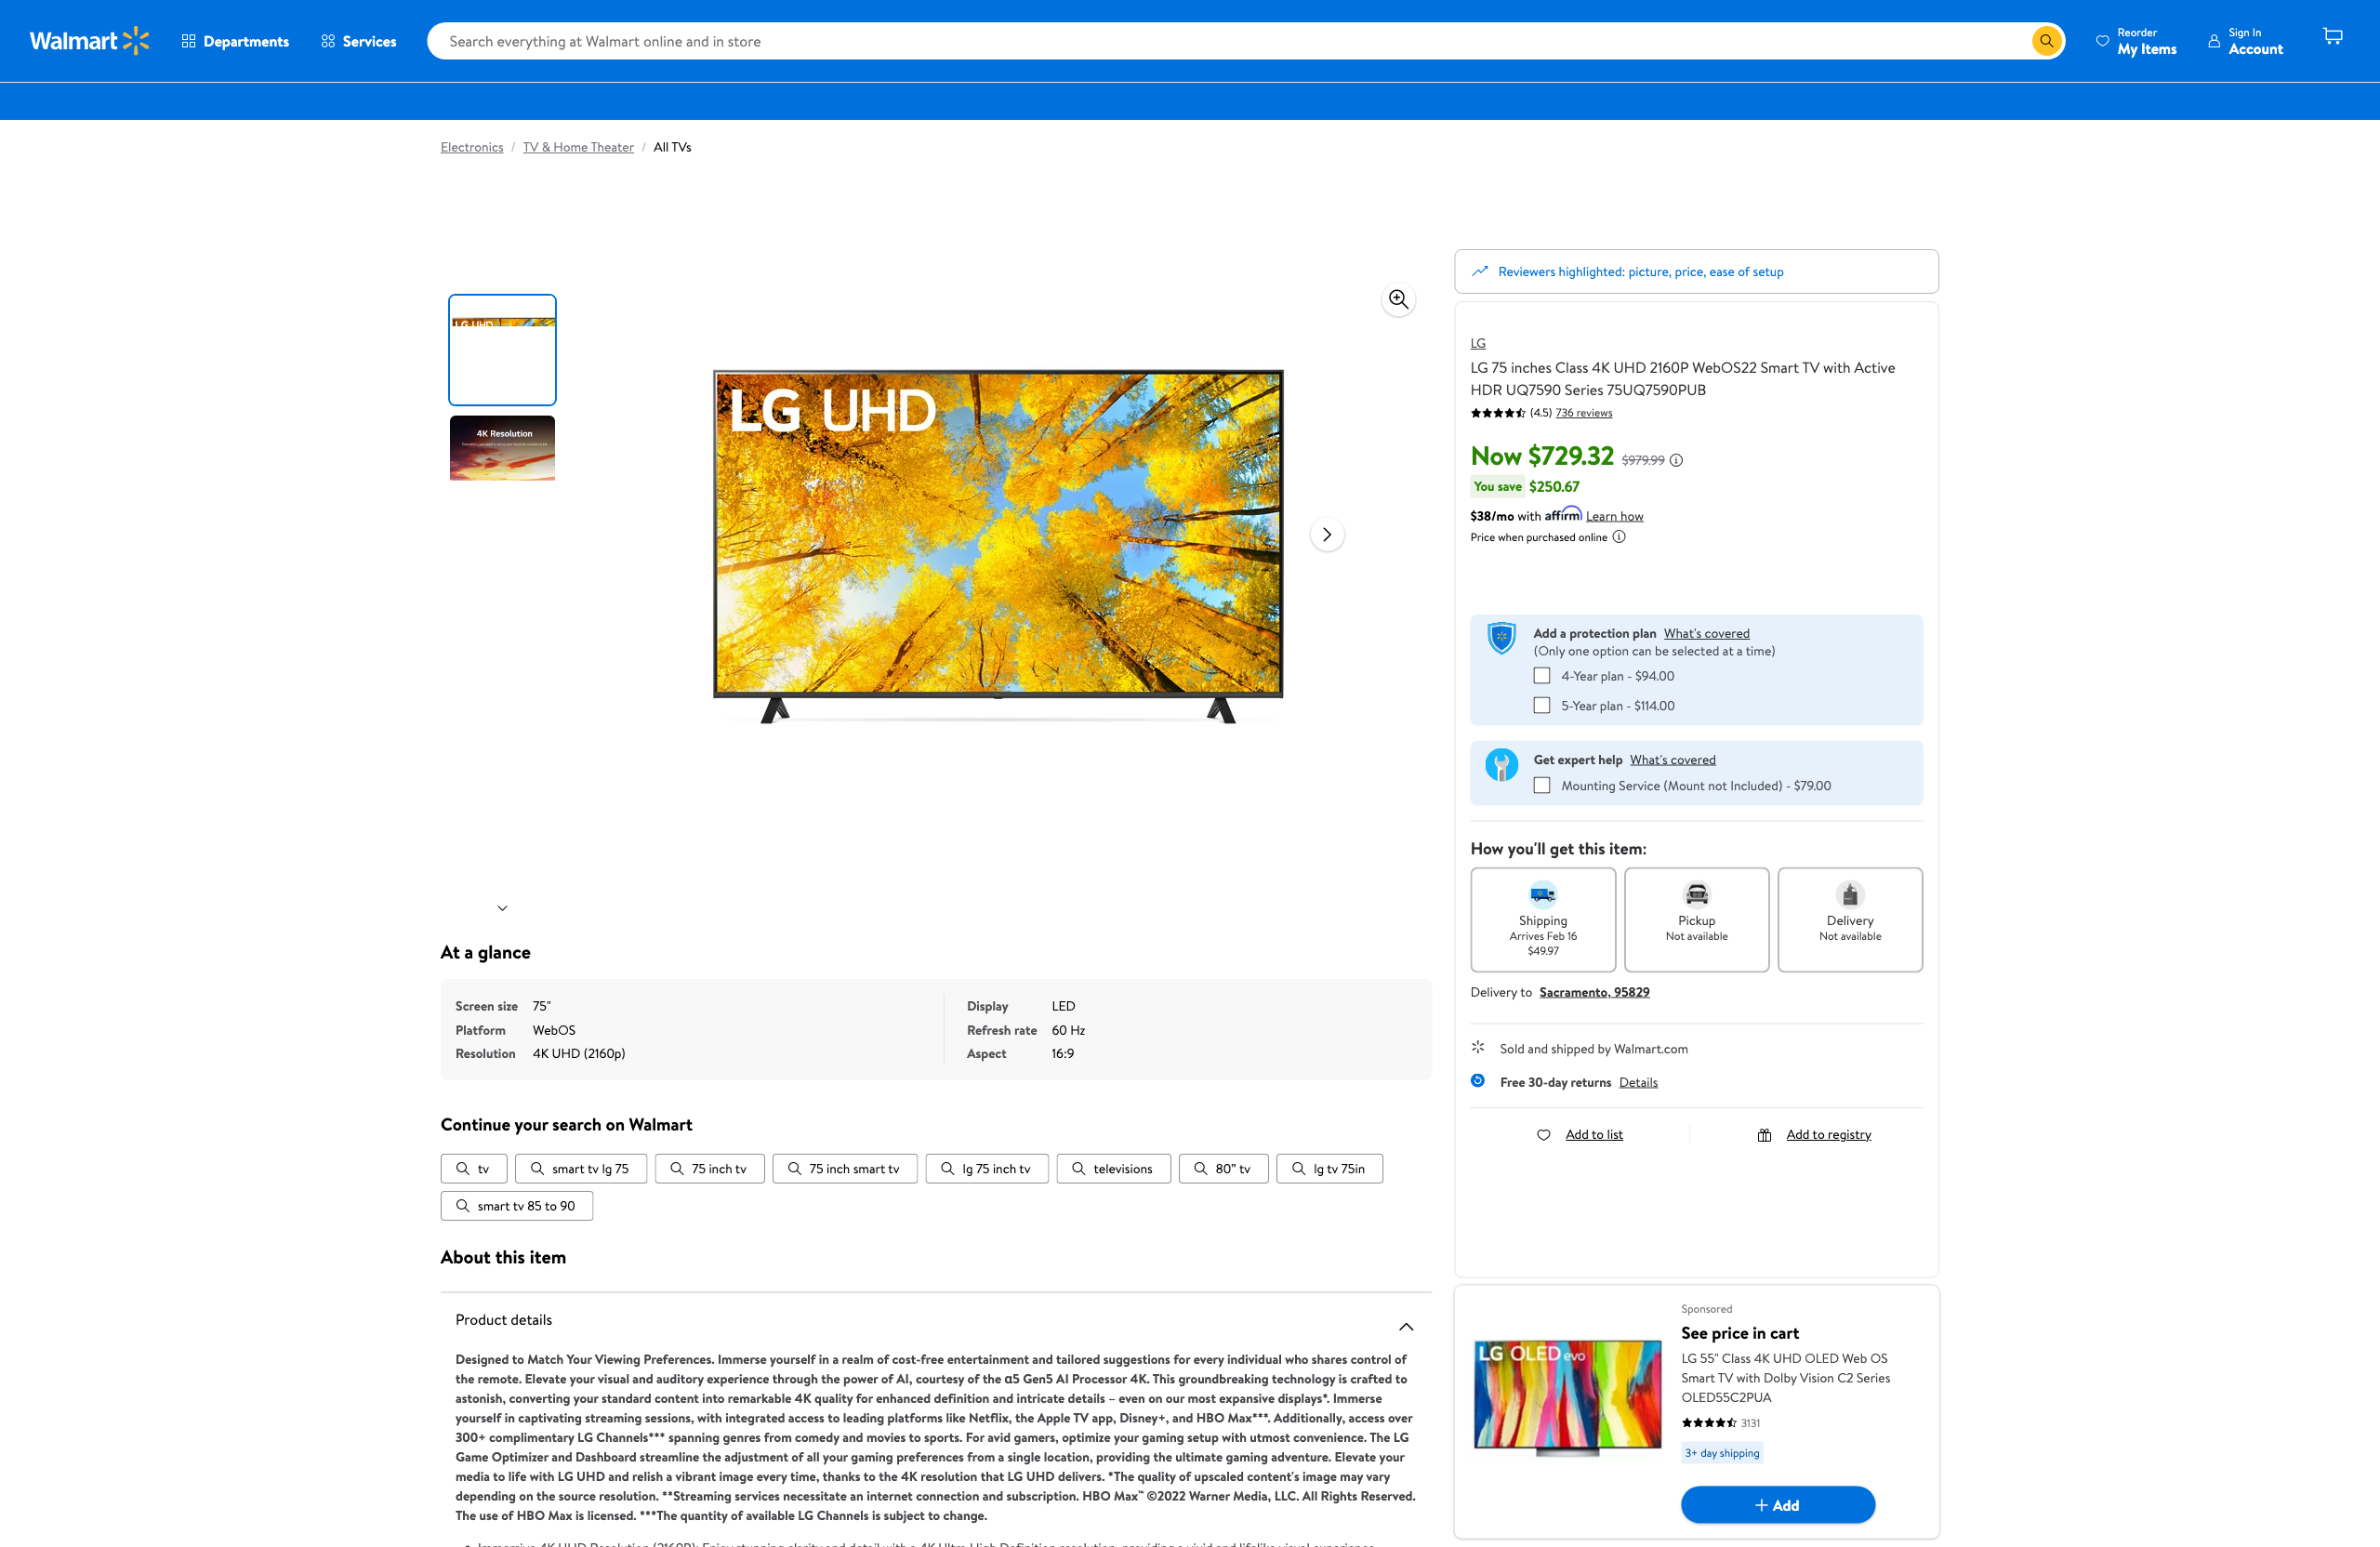 Walmart
Departments
Services
Search everything at Walmart online and in store
Reorder
My Items
Sign In
Account
Electronics / TV & Home Theater / All TVs
LG UHD
4K Resolution
LG UHD
Reviewers highlighted: picture, price, ease of setup
LG
LG 75 inches Class 4K UHD 2160P WebOS22 Smart TV with Active
HDR UQ7590 Series 75UQ7590PUB
(4.5) 736 reviews
Now $729.32 $979.99
You save $250.67
$38/mo with affirm Learn how
Price when purchased online
Add a protection plan What's covered
(Only one option can be selected at a time)
4-Year plan - $94.00
5-Year plan - $114.00
Get expert help What's covered
Mounting Service (Mount not Included) - $79.00
How you'll get this item:
Shipping
Arrives Feb 16
$49.97
Pickup
Not available
Delivery
Not available
Delivery to Sacramento, 95829
Sold and shipped by Walmart.com
Free 30-day returns Details
Add to list
Add to registry
At a glance
Screen size 75"
Platform WebOS
Resolution 4K UHD (2160p)
Display LED
Refresh rate 60 Hz
Aspect 16:9
Continue your search on Walmart
tv
smart tv lg 75
75 inch tv
75 inch smart tv
lg 75 inch tv
televisions
80” tv
lg tv 75in
smart tv 85 to 90
About this item
Product details
Designed to Match Your Viewing Preferences. Immerse yourself in a realm of cost-free entertainment and tailored suggestions for every individual who shares control of
the remote. Elevate your visual and auditory experience through the power of AI, courtesy of the α5 Gen5 AI Processor 4K. This groundbreaking technology is crafted to
astonish, converting your standard content into remarkable 4K quality for enhanced definition and intricate details – even on our most expansive displays*. Immerse
yourself in captivating streaming sessions, with integrated access to leading platforms like Netflix, the Apple TV app, Disney+, and HBO Max***. Additionally, access over
300+ complimentary LG Channels*** spanning genres from comedy and movies to sports. For avid gamers, optimize your gaming setup with utmost convenience. The LG
Game Optimizer and Dashboard streamline the adjustment of all your gaming preferences from a single location, providing the ultimate gaming adventure. Elevate your
media to life with LG UHD and relish a vibrant image every time, thanks to the 4K resolution that LG UHD delivers. *The quality of upscaled content's image may vary
depending on the source resolution. **Streaming services necessitate an internet connection and subscription. HBO Max™ ©2022 Warner Media, LLC. All Rights Reserved.
The use of HBO Max is licensed. ***The quantity of available LG Channels is subject to change.
Immersive 4K UHD Resolution (2160P): Enjoy stunning clarity and detail with a 4K Ultra High Definition resolution, providing a vivid and lifelike visual experience.
Sponsored
See price in cart
LG OLED evo
LG 55" Class 4K UHD OLED Web OS
Smart TV with Dolby Vision C2 Series
OLED55C2PUA
3131
3+ day shipping
Add